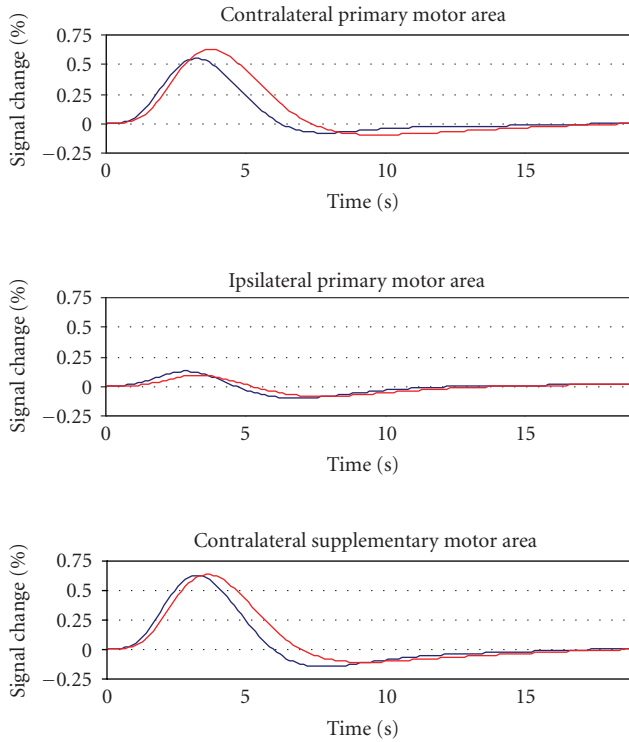 Contralateral primary motor area
Signal change (%)
0.75
0.5
0.25
0
−0.25
0 5 10 15
Time (s)
Ipsilateral primary motor area
Signal change (%)
0.75
0.5
0.25
0
−0.25
0 5 10 15
Time (s)
Contralateral supplementary motor area
Signal change (%)
0.75
0.5
0.25
0
−0.25
0 5 10 15
Time (s)